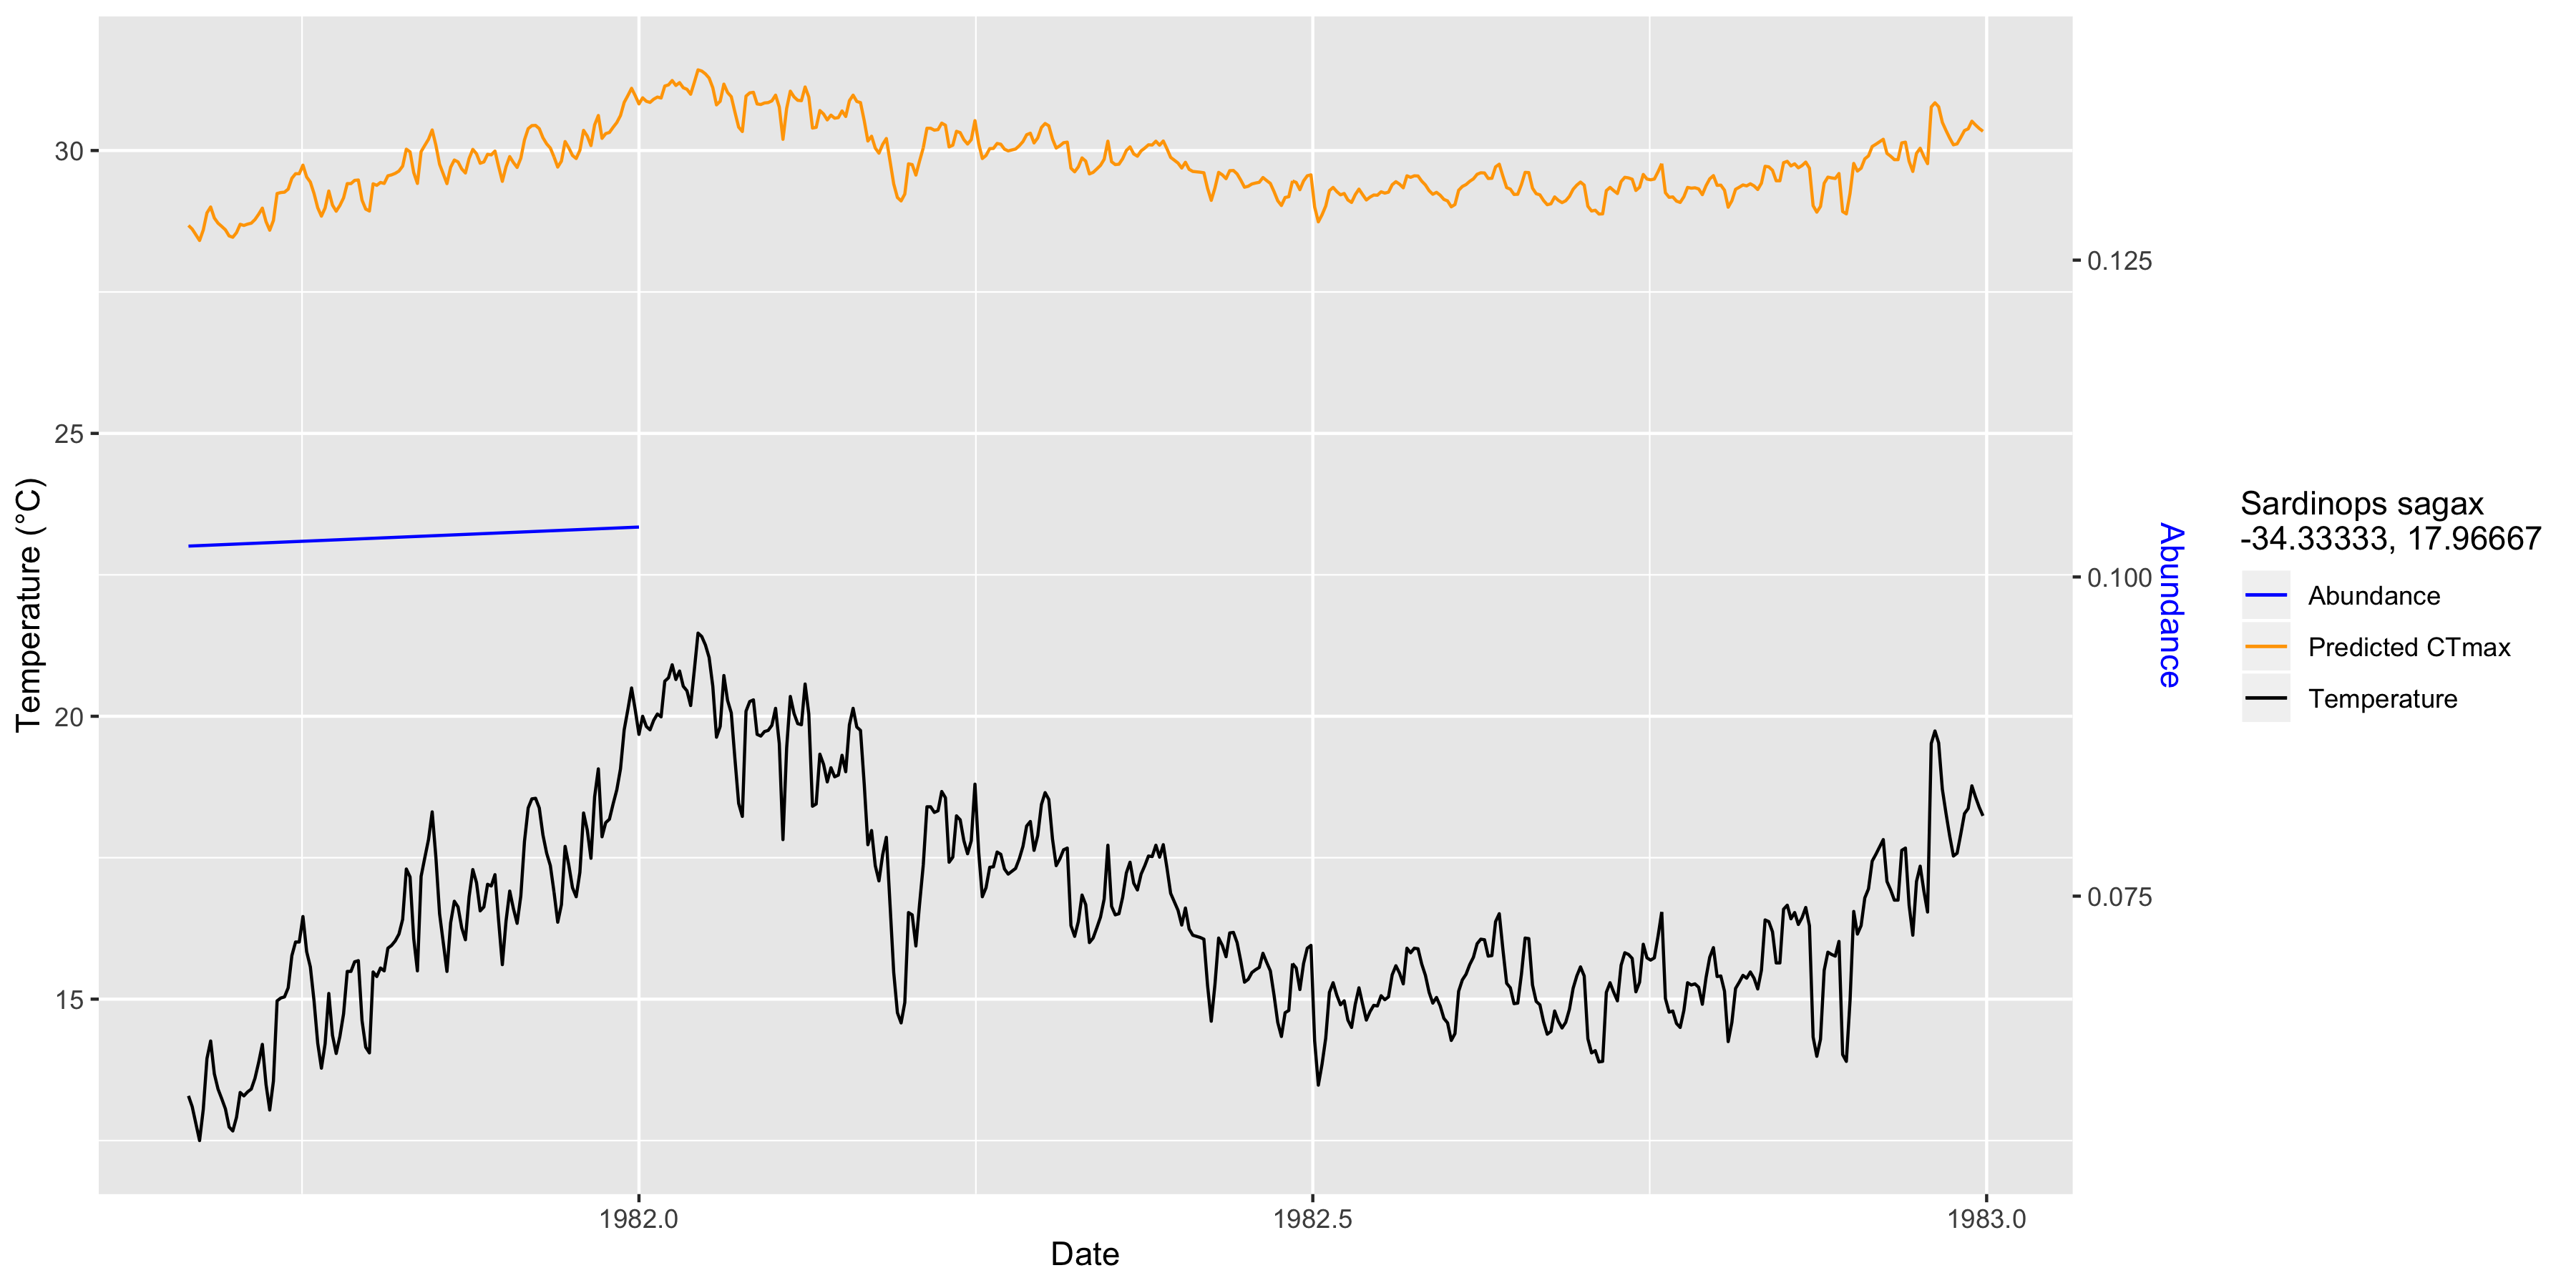 30
25
20
15
Temperature (°C)
1982.0
1982.5
1983.0
Date
0.125
0.100
0.075
Abundance
Sardinops sagax
-34.33333, 17.96667
Abundance
Predicted CTmax
Temperature